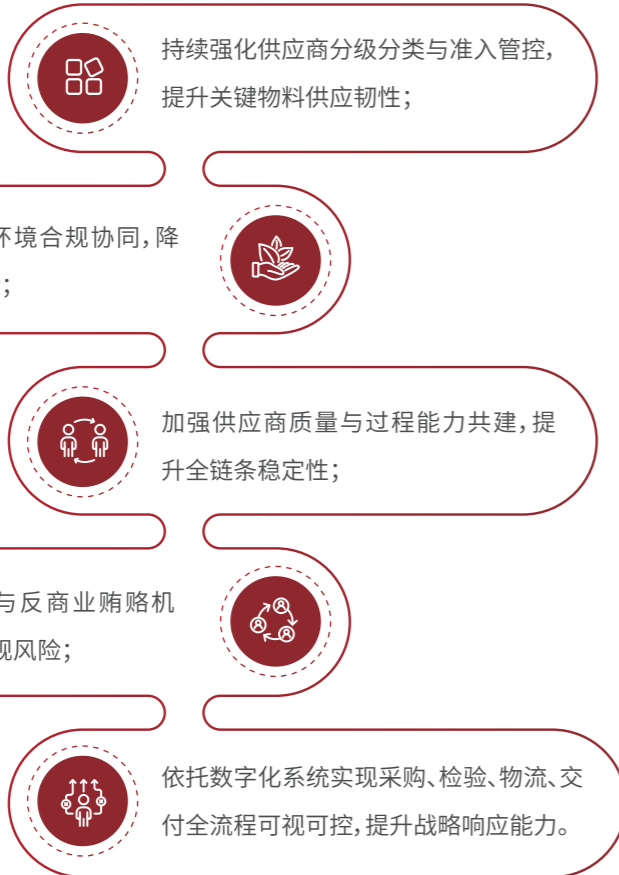 持续强化供应商分级分类与准入管控，
提升关键物料供应韧性；
环境合规协同，降
；
加强供应商质量与过程能力共建，提
升全链条稳定性；
与反商业贿赂机
规风险；
依托数字化系统实现采购、检验、物流、交
付全流程可视可控，提升战略响应能力。